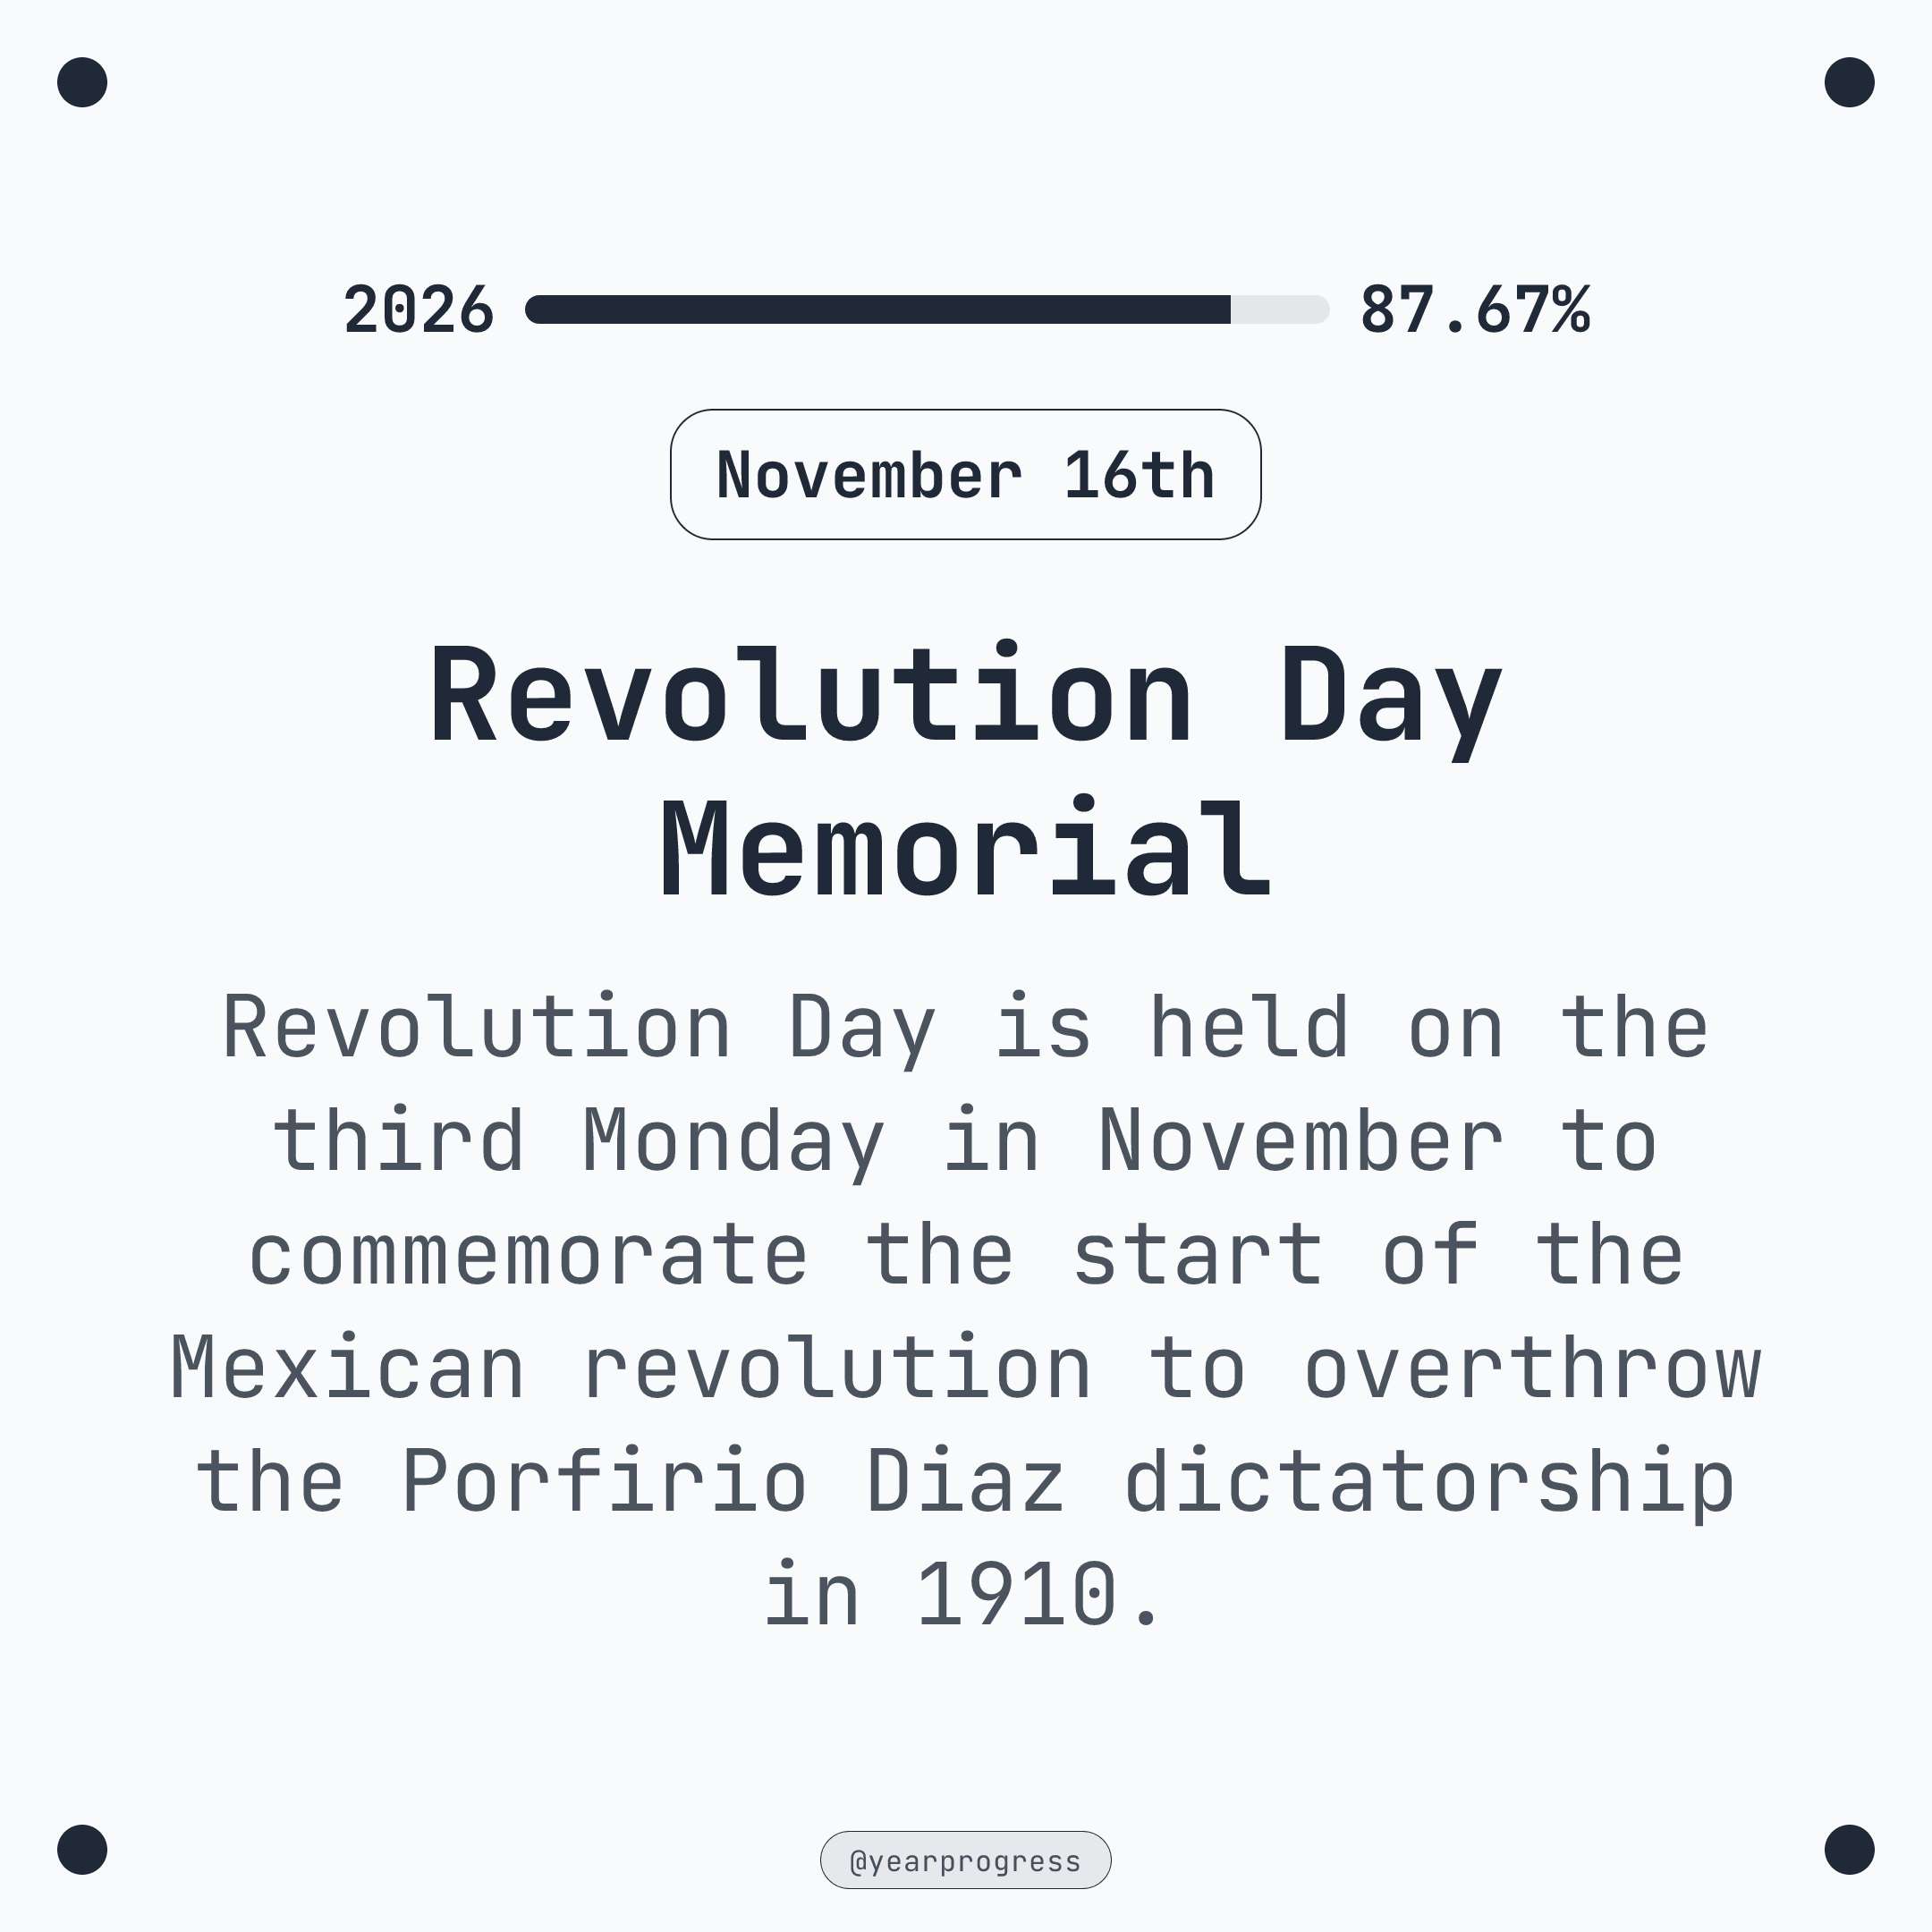 2026 87.67%
November 16th
Revolution Day
Memorial
Revolution Day is held on the
third Monday in November to
commemorate the start of the
Mexican revolution to overthrow
the Porfirio Diaz dictatorship
in 1910.
@yearprogress